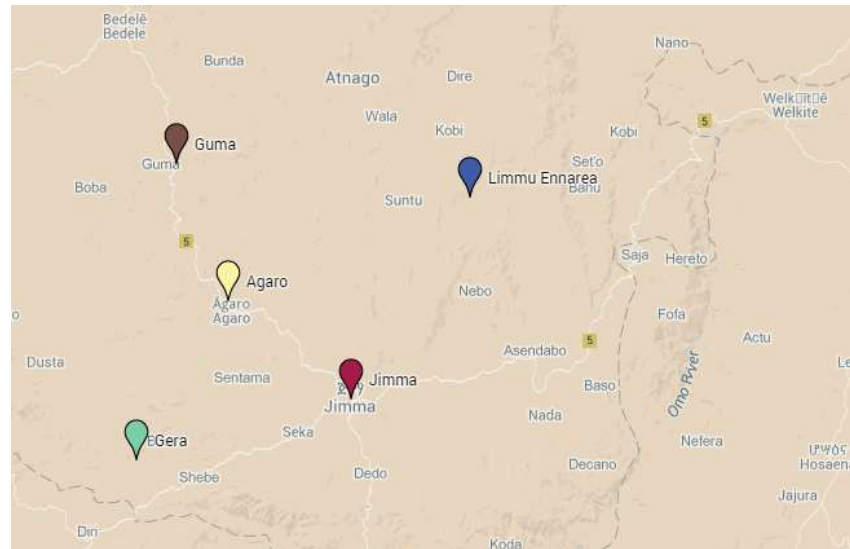 Bedelē
Bedele
Nano
Bunda
Atnago
Dire
Welkite
Wala
5
Kobi
Kobi
Guma
Guma
Set'o
Limmu Ennarea
Bahu
Boba
Suntu
5
Saja
Hereto
Agaro
Nebo
Āgaro
Agaro
Fofa
o
Actu
5
Asendabo
Dusta
Le
Sentama
Jimma
Baso
Omo River
Jimma
Nada
Seka
Gera
Nefera
Hosaena
Decano
Shebe
Dedo
Jajura
Diri
Koda